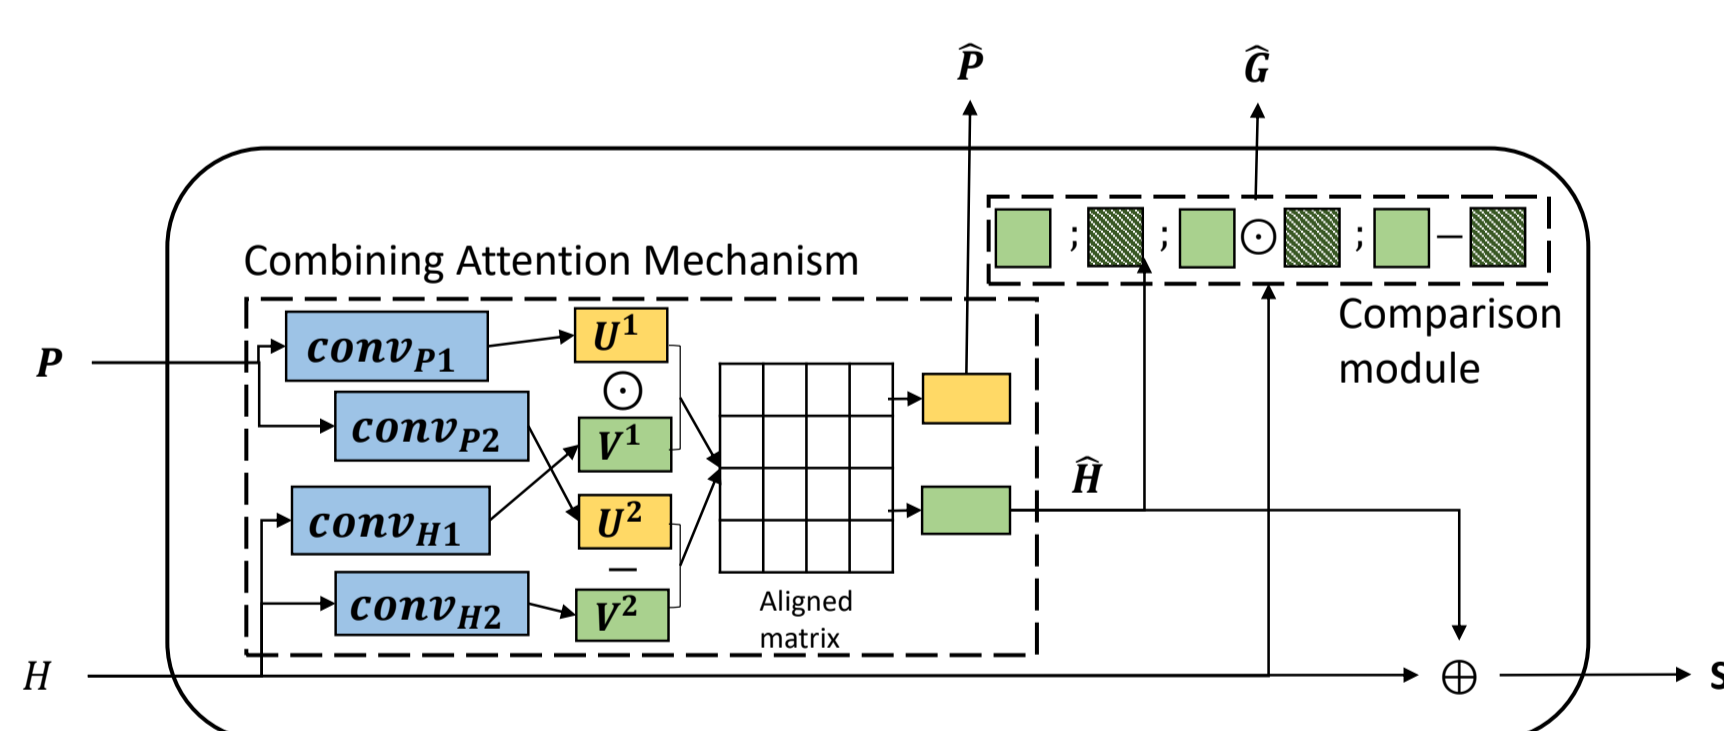 P̂
Ĝ
; ; ⊙ ; −
Combining Attention Mechanism
Comparison
module
P
conv_P1
U^1
⊙
conv_P2
V^1
Ĥ
conv_H1
U^2
−
conv_H2
V^2
Aligned
matrix
H
⊕
S